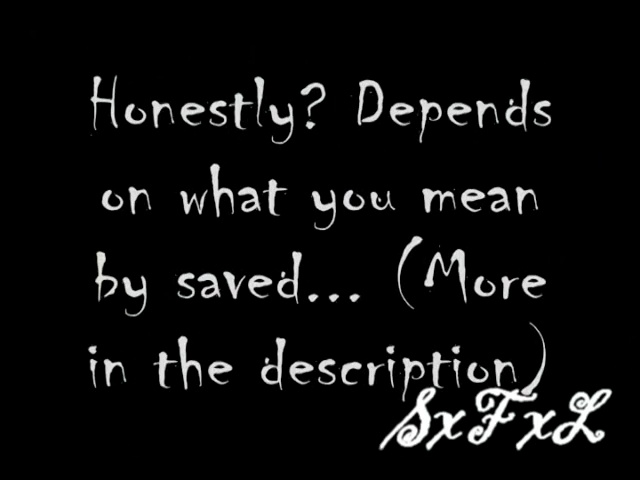 Honestly? Depends
on what you mean
by saved... (More
in the description)
SxFxL